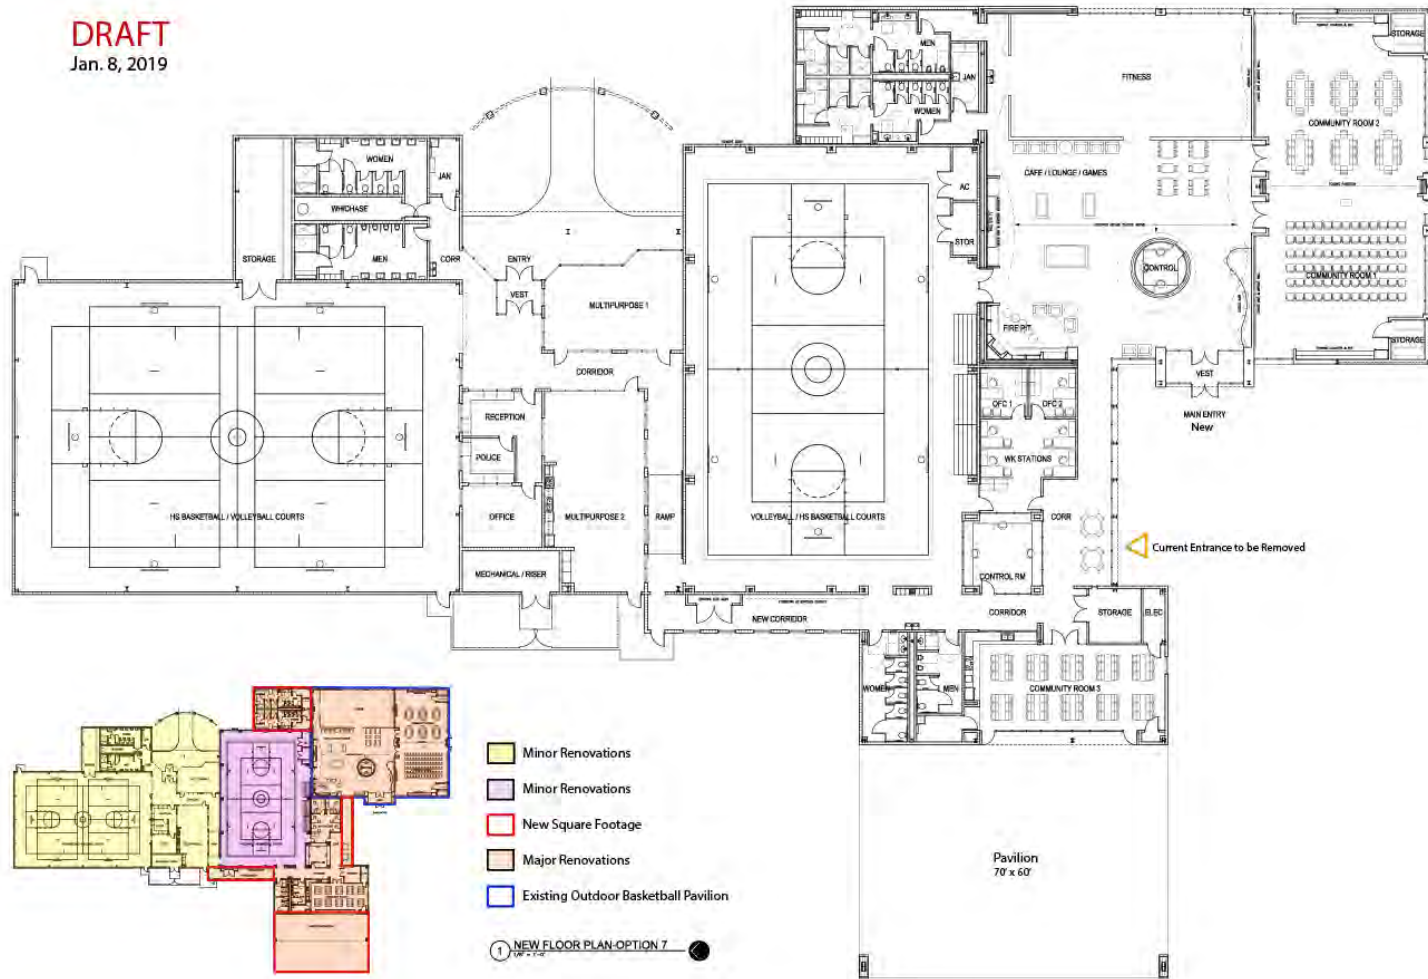 DRAFT
Jan. 8, 2019
MEN
JAN
WOMEN
FITNESS
STORAGE
COMMUNITY ROOM 2
WOMEN
JAN
WHICHASE
MEN
CORR
STORAGE
ENTRY
VEST
MULTIPURPOSE 1
CORRIDOR
AC
STOR
CAFE / LOUNGE / GAMES
CONTROL
COMMUNITY ROOM 1
FIRE PIT
STORAGE
VEST
MAIN ENTRY
New
OFC 1
OFC 2
WK STATIONS
RECEPTION
POLICE
OFFICE
MULTIPURPOSE 2
RAMP
HS BASKETBALL / VOLLEYBALL COURTS
VOLLEYBALL / HS BASKETBALL COURTS
CORR
Current Entrance to be Removed
MECHANICAL / RISER
CONTROL RM
NEW CORRIDOR
CORRIDOR
STORAGE
ELEC
WOMEN
MEN
COMMUNITY ROOM 3
Minor Renovations
Minor Renovations
New Square Footage
Major Renovations
Existing Outdoor Basketball Pavilion
Pavilion
70' x 60'
1 NEW FLOOR PLAN-OPTION 7